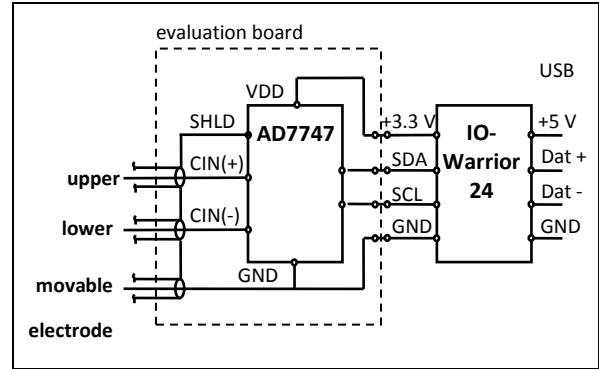 evaluation board
USB
VDD
SHLD
AD7747
+3.3 V
IO-
Warrior
24
+5 V
upper
CIN(+)
SDA
Dat +
lower
CIN(-)
SCL
Dat -
GND
GND
movable
electrode
GND